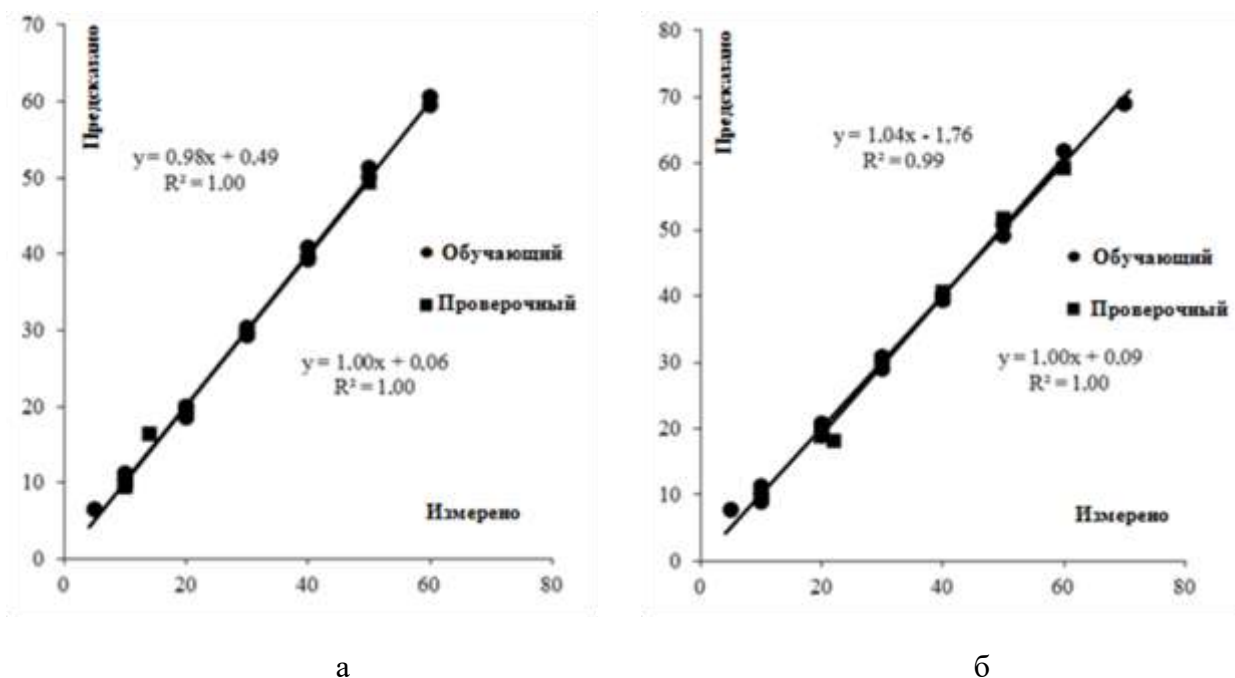 70
60
50
40
30
20
10
0
Предсказано
y = 0.98x + 0.49
R² = 1.00
Обучающий
Проверочный
y = 1.00x + 0.06
R² = 1.00
Измерено
0 20 40 60 80
а
80
70
60
50
40
30
20
10
0
Предсказано
y = 1.04x - 1.76
R² = 0.99
Обучающий
Проверочный
y = 1.00x + 0.09
R² = 1.00
Измерено
0 20 40 60 80
б